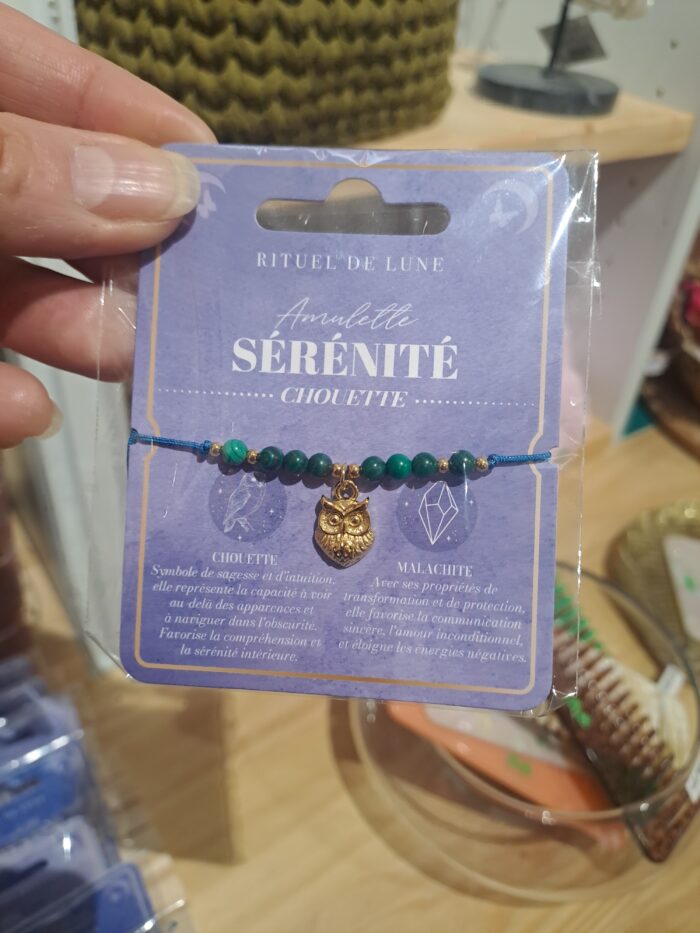 RITUEL DE LUNE
Amulette
SÉRÉNITÉ
CHOUETTE
CHOUETTE
Symbole de sagesse et d'intuition,
elle représente la capacité à voir
au-delà des apparences et
à naviguer dans l'obscurité.
Favorise la compréhension et
la sérénité intérieure.
MALACHITE
Avec ses propriétés de
transformation et de protection,
elle favorise la communication
sincère, l'amour inconditionnel,
et éloigne les énergies négatives.